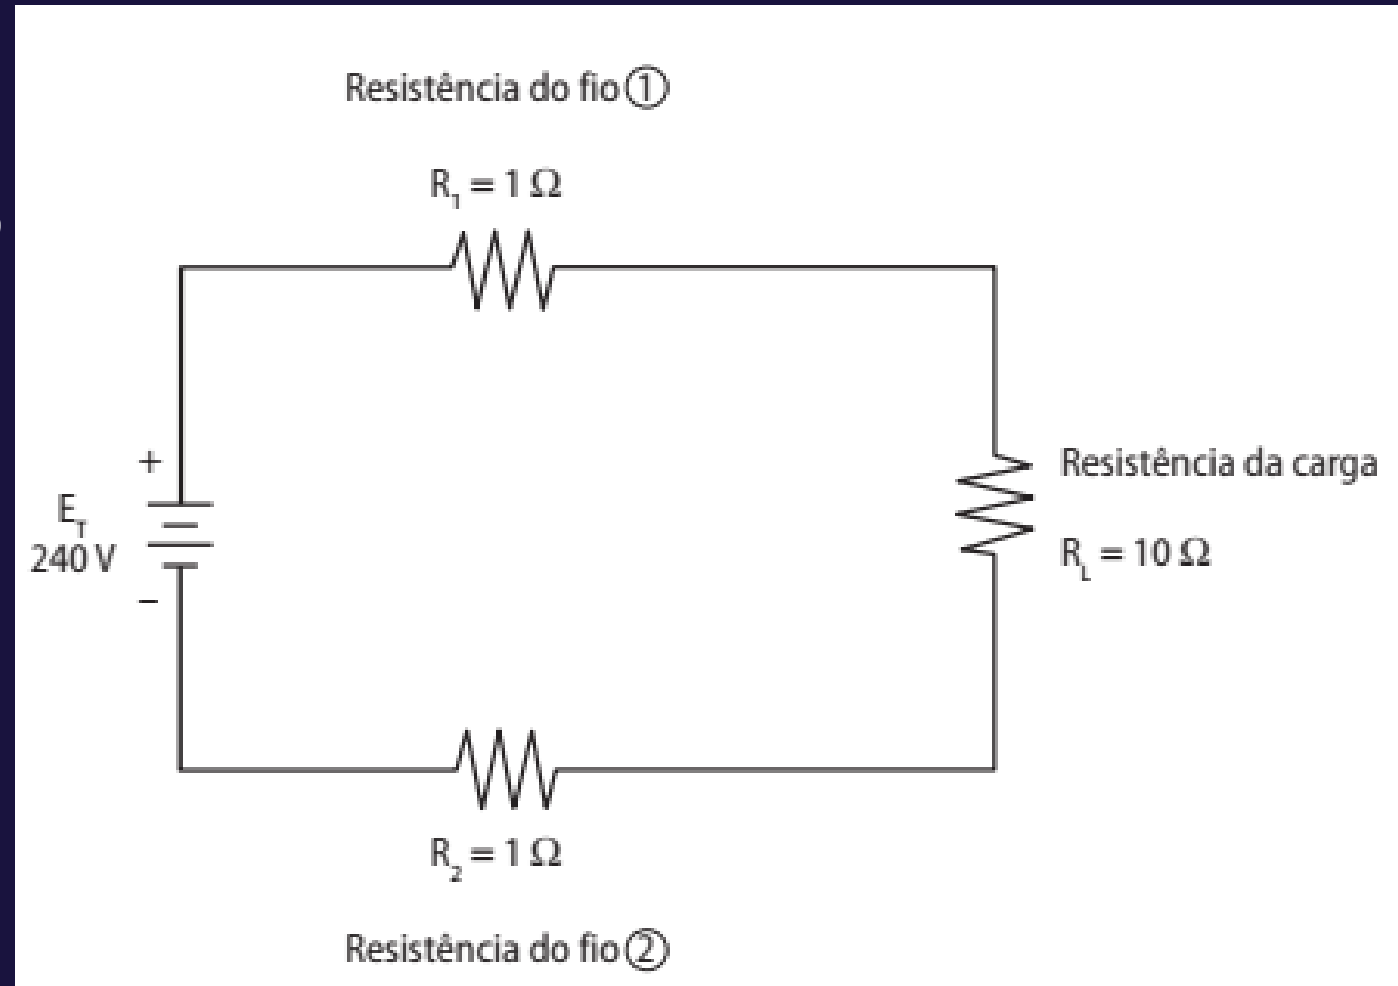 Resistência do fio ①
R₁ = 1 Ω
+
Resistência da carga
E_T
240 V
R_L = 10 Ω
–
R₂ = 1 Ω
Resistência do fio ②